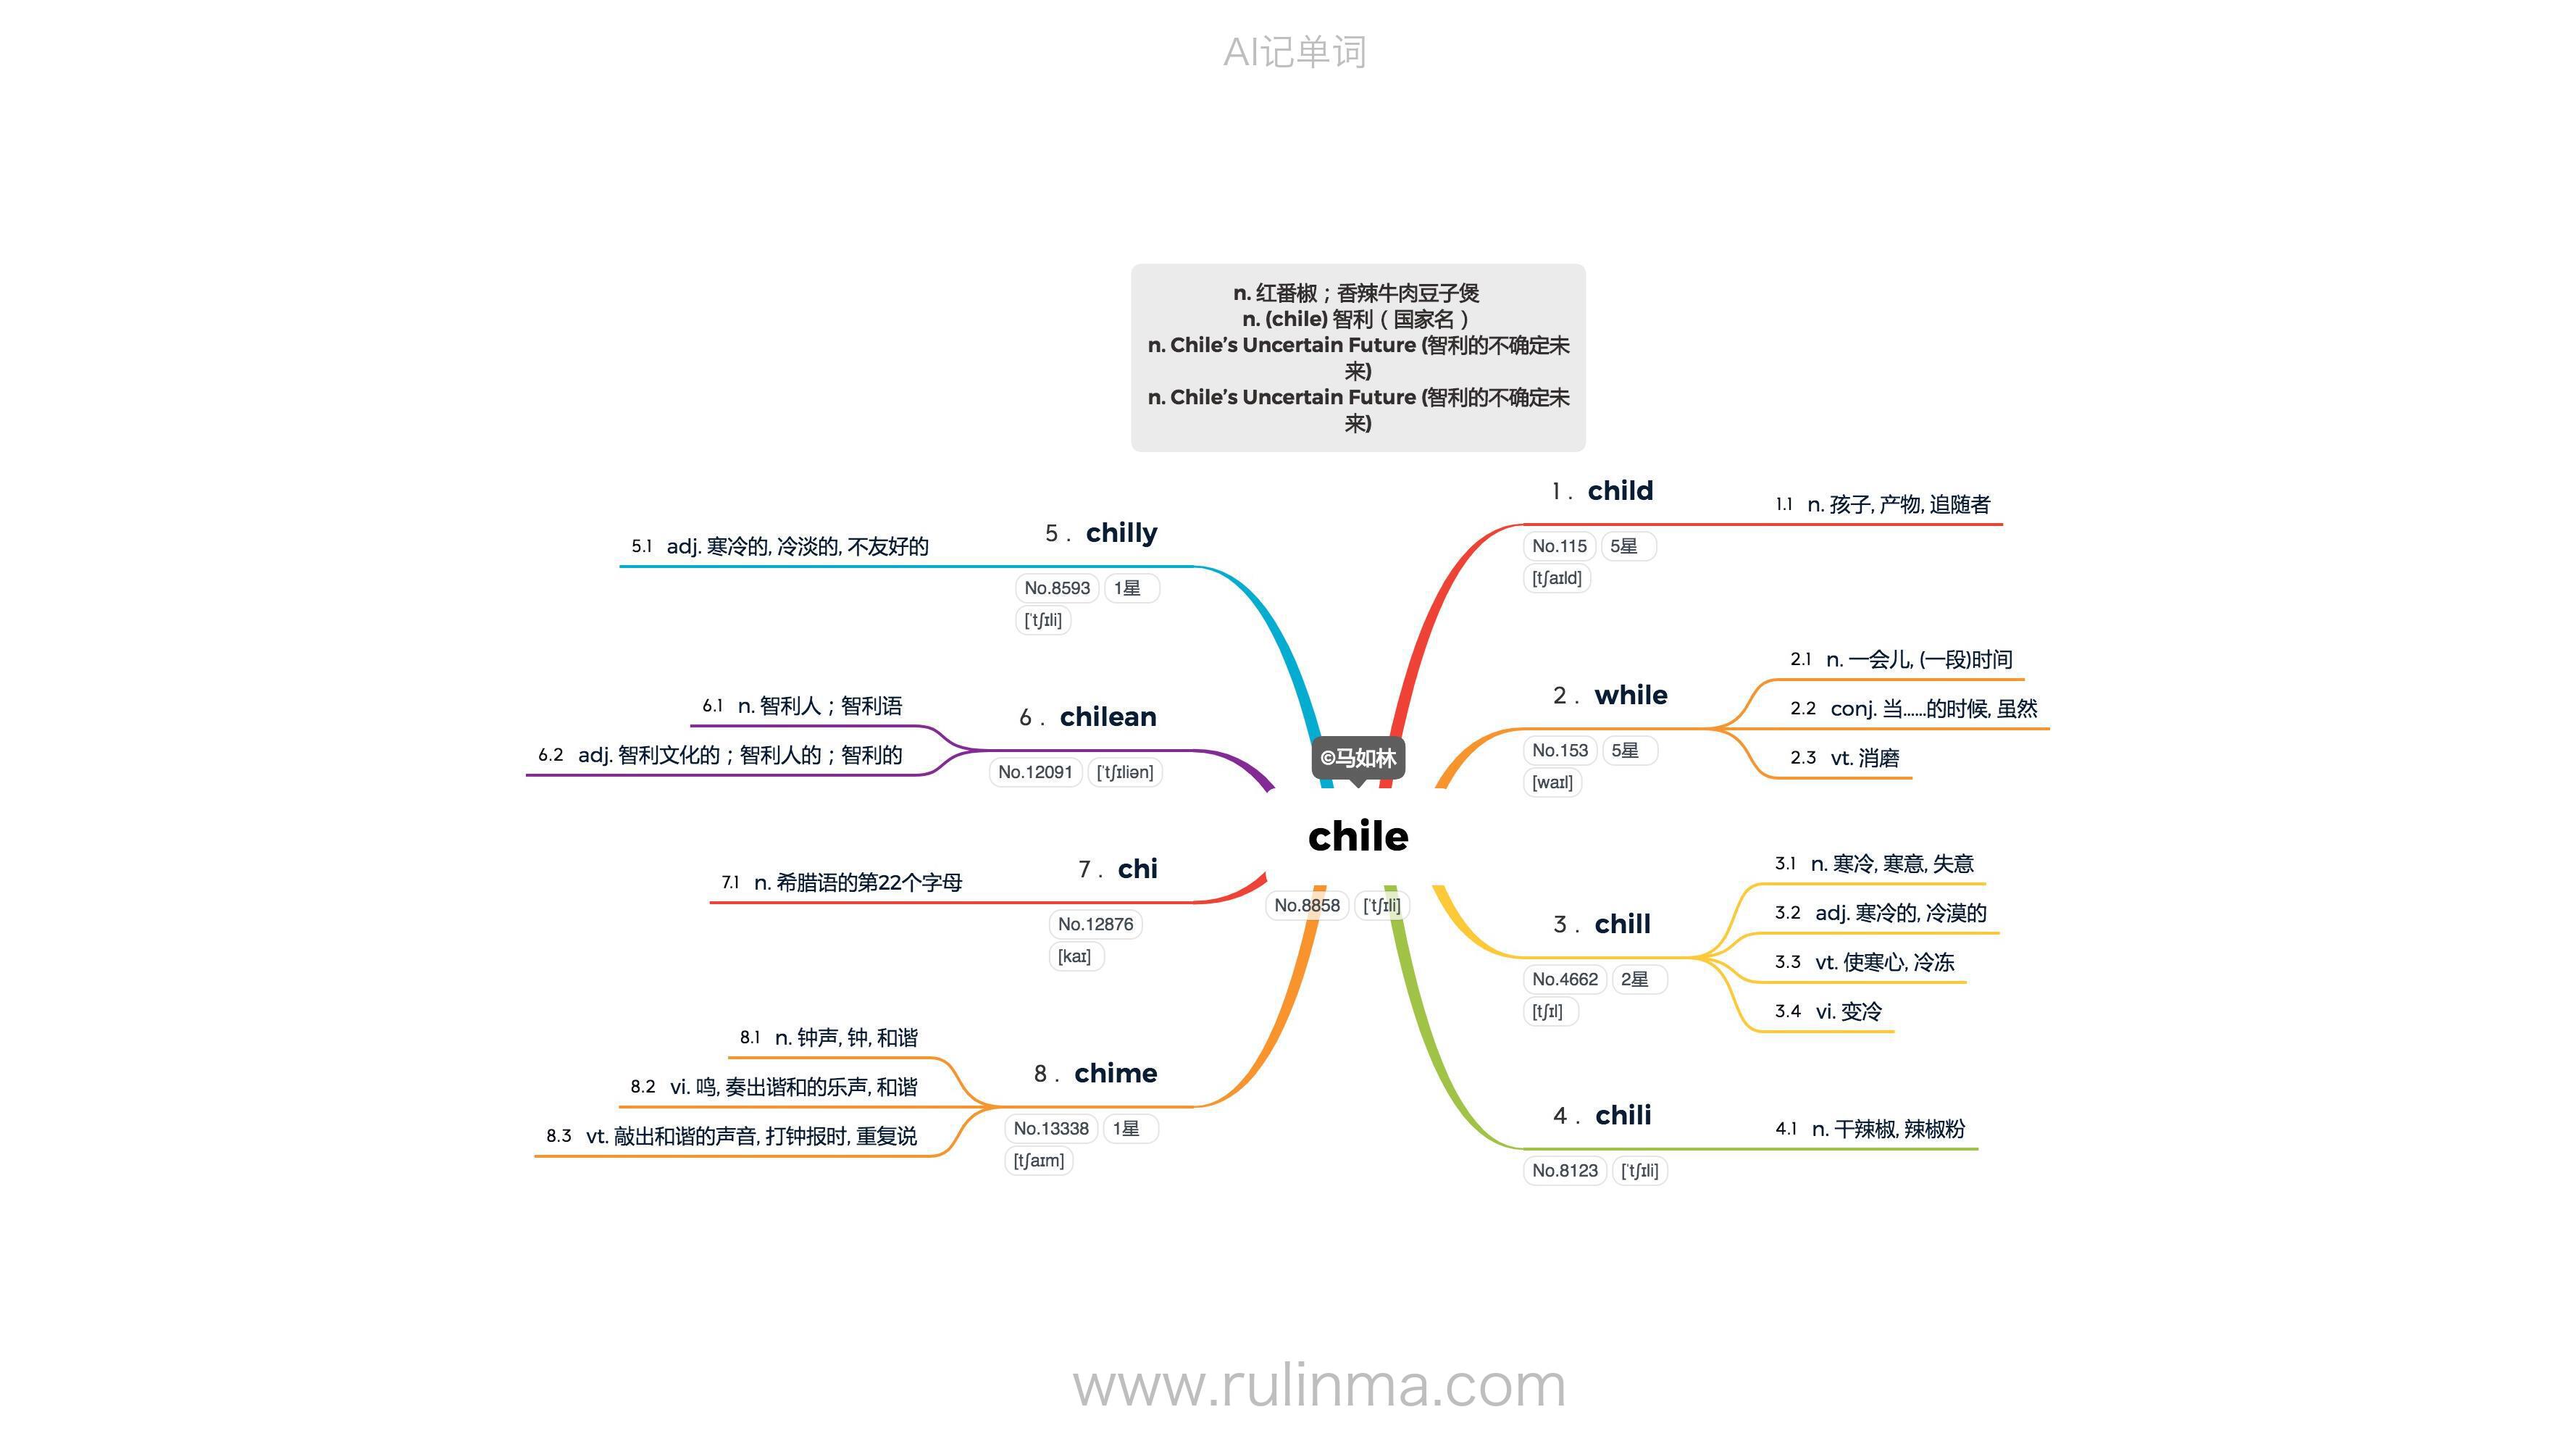 AI记单词
n. 红番椒；香辣牛肉豆子煲
n. (chile) 智利（国家名）
n. Chile’s Uncertain Future (智利的不确定未
来)
n. Chile’s Uncertain Future (智利的不确定未
来)
©马如林
chile
No.8858 ['tʃɪli]
1 . child
1.1 n. 孩子, 产物, 追随者
No.115 5星
[tʃaɪld]
2 . while
2.1 n. 一会儿, (一段)时间
2.2 conj. 当……的时候, 虽然
2.3 vt. 消磨
No.153 5星
[waɪl]
3 . chill
3.1 n. 寒冷, 寒意, 失意
3.2 adj. 寒冷的, 冷漠的
3.3 vt. 使寒心, 冷冻
3.4 vi. 变冷
No.4662 2星
[tʃɪl]
4 . chili
4.1 n. 干辣椒, 辣椒粉
No.8123 ['tʃɪli]
5 . chilly
5.1 adj. 寒冷的, 冷淡的, 不友好的
No.8593 1星
['tʃɪli]
6 . chilean
6.1 n. 智利人；智利语
6.2 adj. 智利文化的；智利人的；智利的
No.12091 ['tʃɪliən]
7 . chi
7.1 n. 希腊语的第22个字母
No.12876
[kaɪ]
8 . chime
8.1 n. 钟声, 钟, 和谐
8.2 vi. 鸣, 奏出谐和的乐声, 和谐
8.3 vt. 敲出和谐的声音, 打钟报时, 重复说
No.13338 1星
[tʃaɪm]
www.rulinma.com